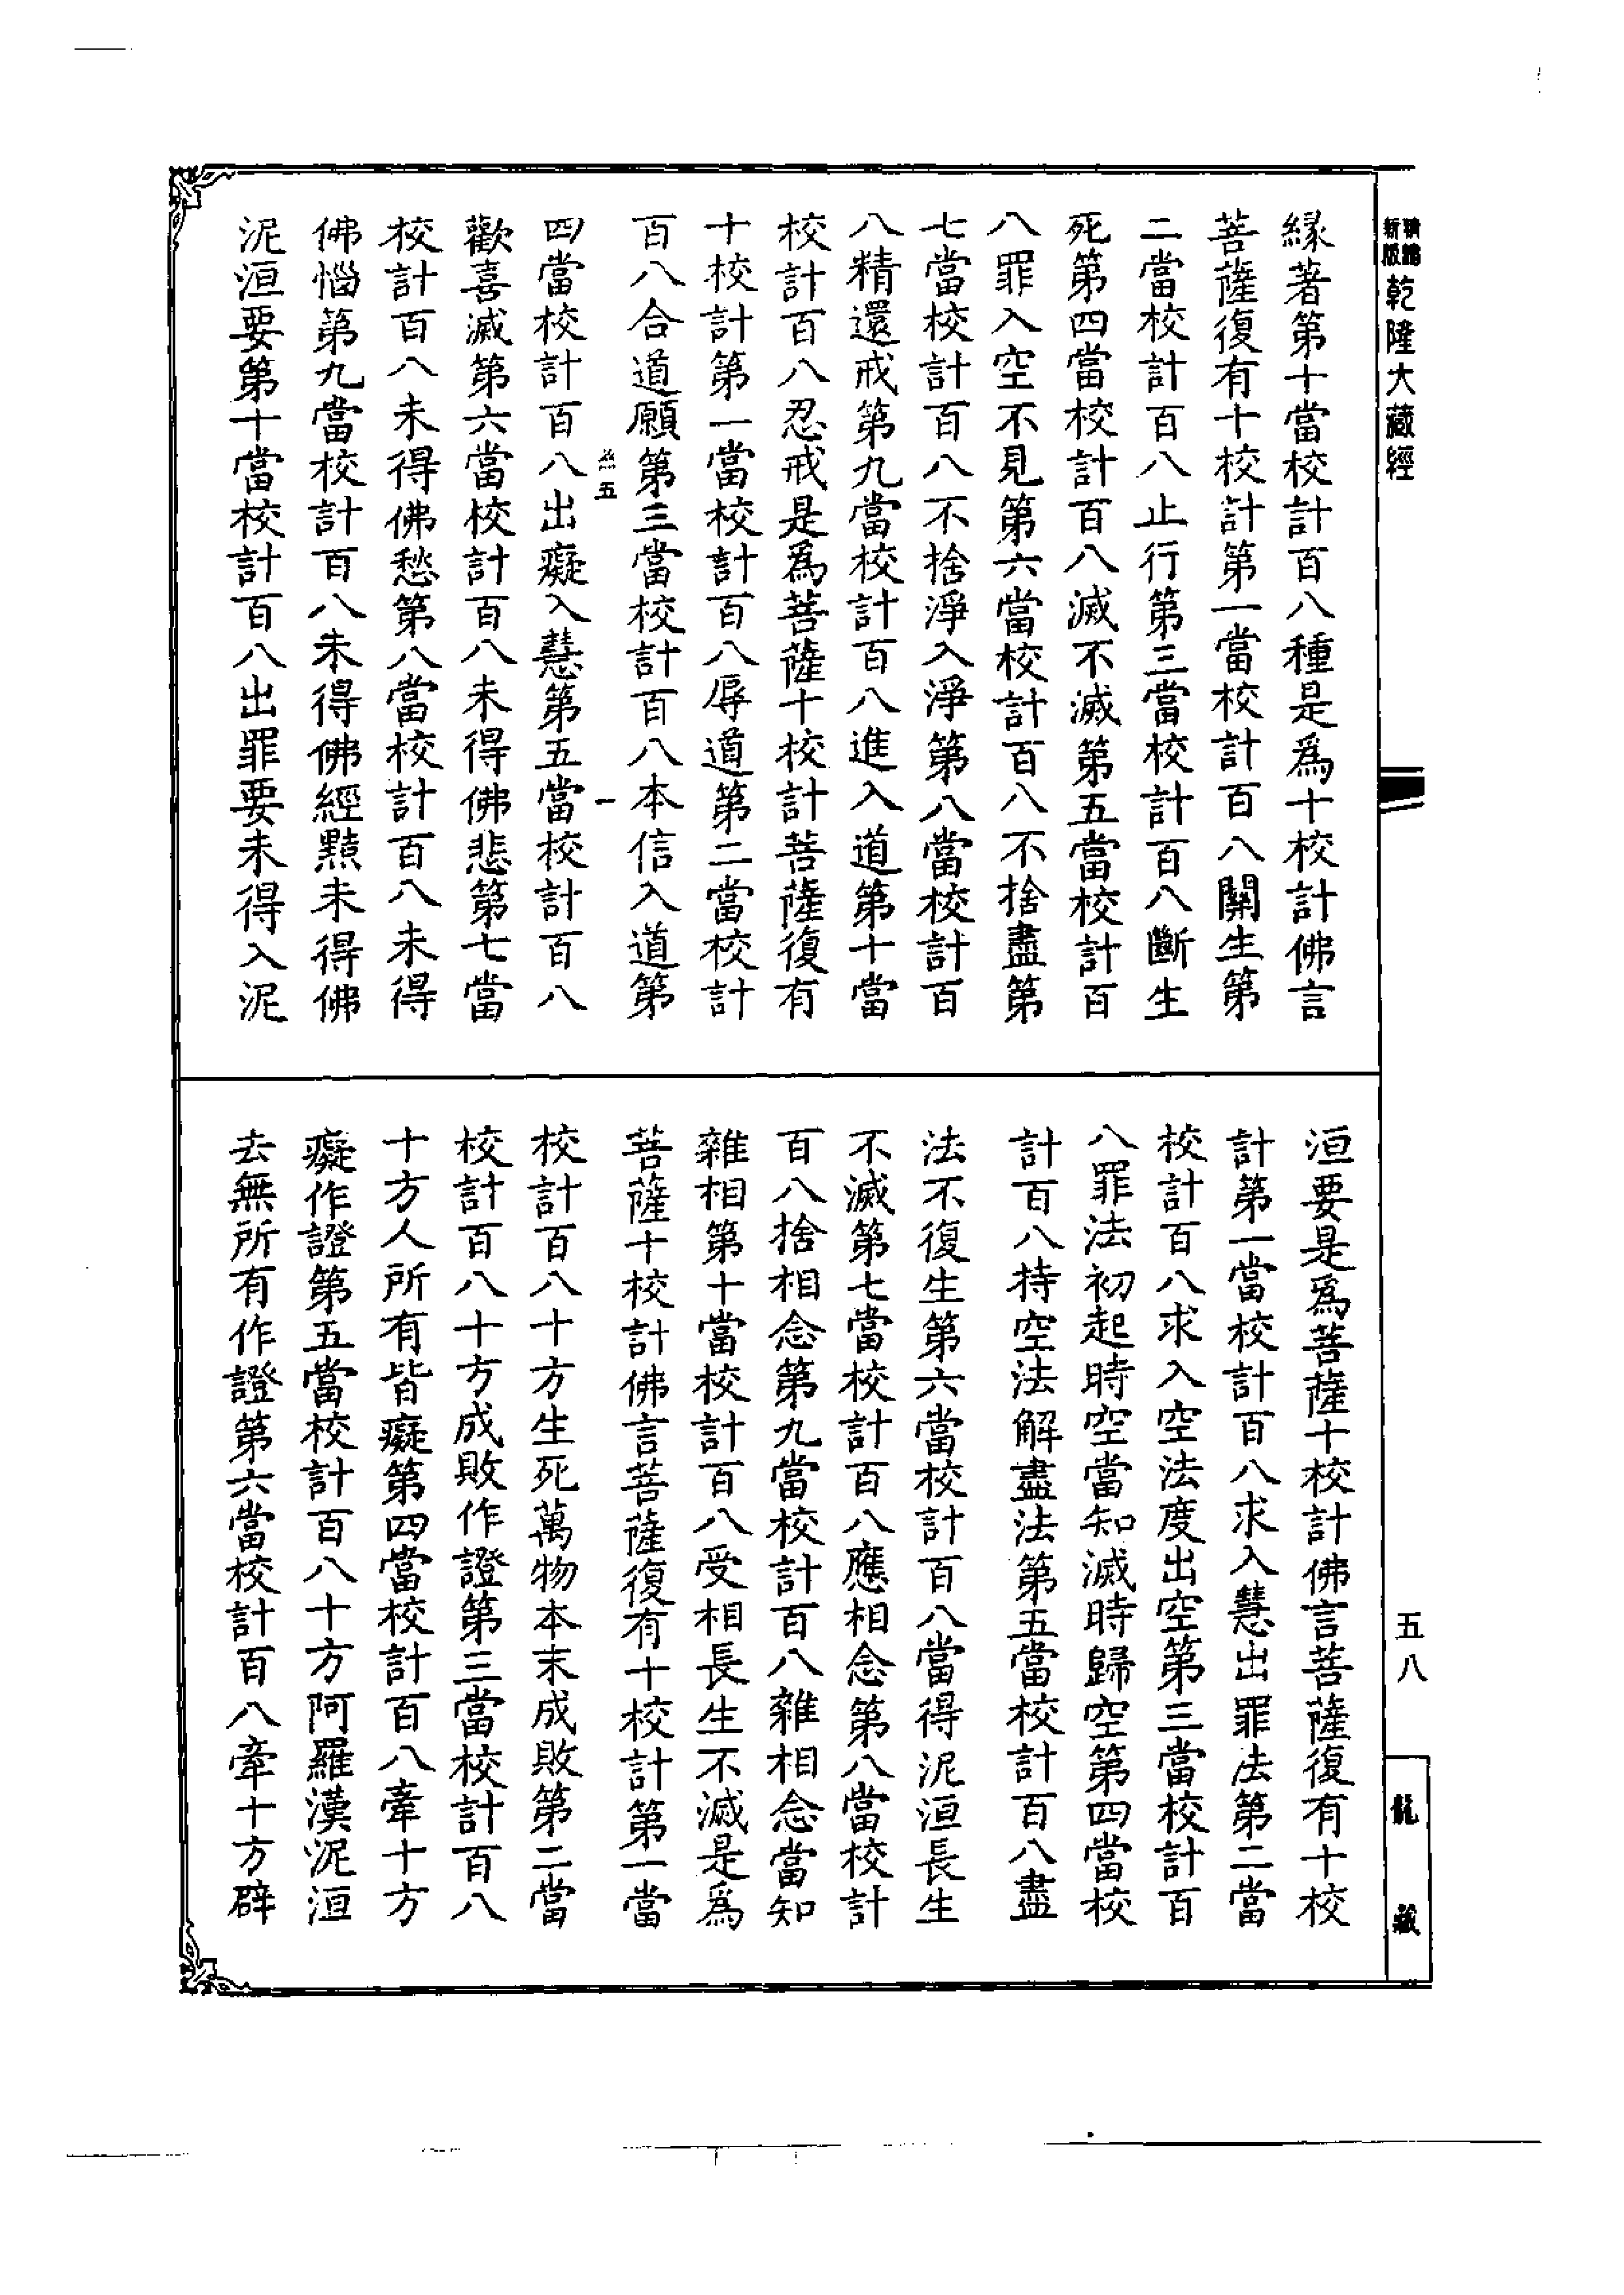 新版
乾隆大藏經
緣著第十當校計百八種是爲十校計佛言
菩薩復有十校計第一當校計百八關生第
二當校計百八止行第三當校計百八斷生
死第四當校計百八滅不滅第五當校計百
八罪入空不見第六當校計百八不捨盡第
七當校計百八不捨淨入淨第八當校計百
八精還戒第九當校計百八進入道第十當
校計百八忍戒是爲菩薩十校計菩薩復有
十校計第一當校計百八辱道第二當校計
百八合道願第三當校計百八本信入道第
五 一
四當校計百八出癡入慧第五當校計百八
歡喜滅第六當校計百八未得佛悲第七當
校計百八未得佛愁第八當校計百八未得
佛惱第九當校計百八未得佛經黠未得佛
泥洹要第十當校計百八出罪要未得入泥
洹要是爲菩薩十校計佛言菩薩復有十校
計第一當校計百八求入慧出罪法第二當
校計百八求入空法度出空第三當校計百
八罪法初起時空當知滅時歸空第四當校
計百八持空法解盡法第五當校計百八盡
法不復生第六當校計百八當得泥洹長生
不滅第七當校計百八應相念第八當校計
百八捨相念第九當校計百八雜相念當知
雜相第十當校計百八受相長生不滅是爲
菩薩十校計佛言菩薩復有十校計第一當
校計百八十方生死萬物本末成敗第二當
校計百八十方成敗作證第三當校計百八
十方人所有皆癡第四當校計百八牽十方
癡作證第五當校計百八十方阿羅漢泥洹
去無所有作證第六當校計百八牽十方辟
五八
龍藏